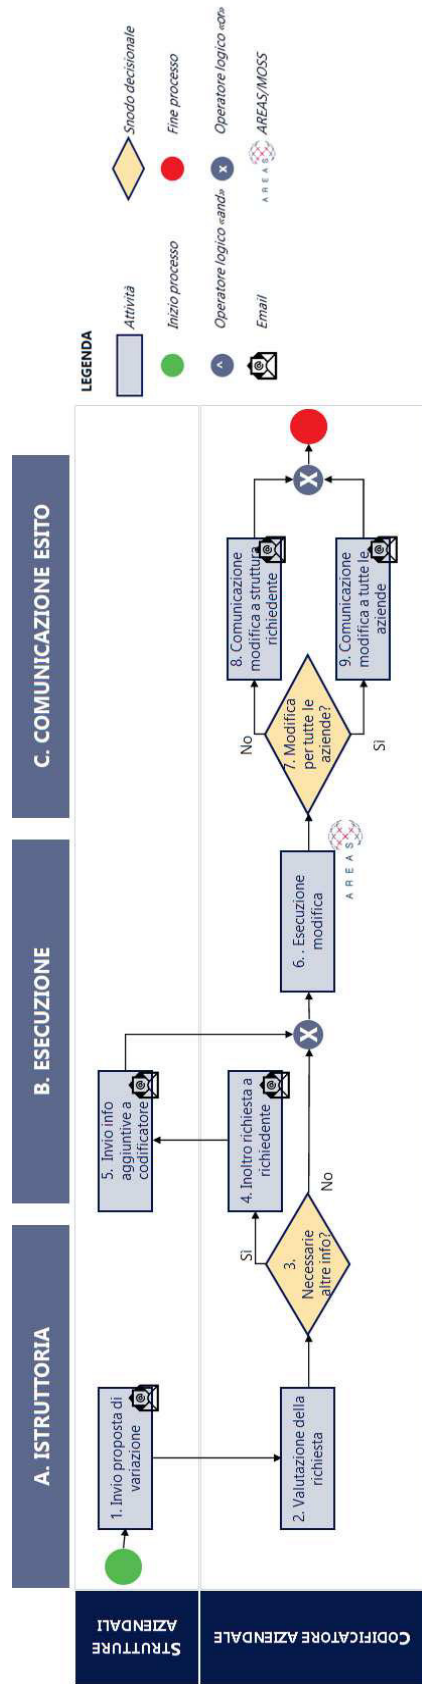 A. ISTRUTTORIA
B. ESECUZIONE
C. COMUNICAZIONE ESITO
STRUTTURE
AZIENDALI
1. Invio proposta di
variazione
5. Invio info
aggiuntive a
codificatore
CODIFICATORE AZIENDALE
2. Valutazione della
richiesta
3.
Necessarie
altre info?
Sì
No
4. Inoltro richiesta a
richiedente
6. . Esecuzione
modifica
AREAS
7. Modifica
per tutte le
aziende?
No
Sì
8. Comunicazione
modifica a struttura
richiedente
9. Comunicazione
modifica a tutte le
aziende
X
X
LEGENDA
Attività
Snodo decisionale
Inizio processo
Fine processo
^
Operatore logico «and»
X
Operatore logico «or»
Email
AREAS
AREAS/MOSS